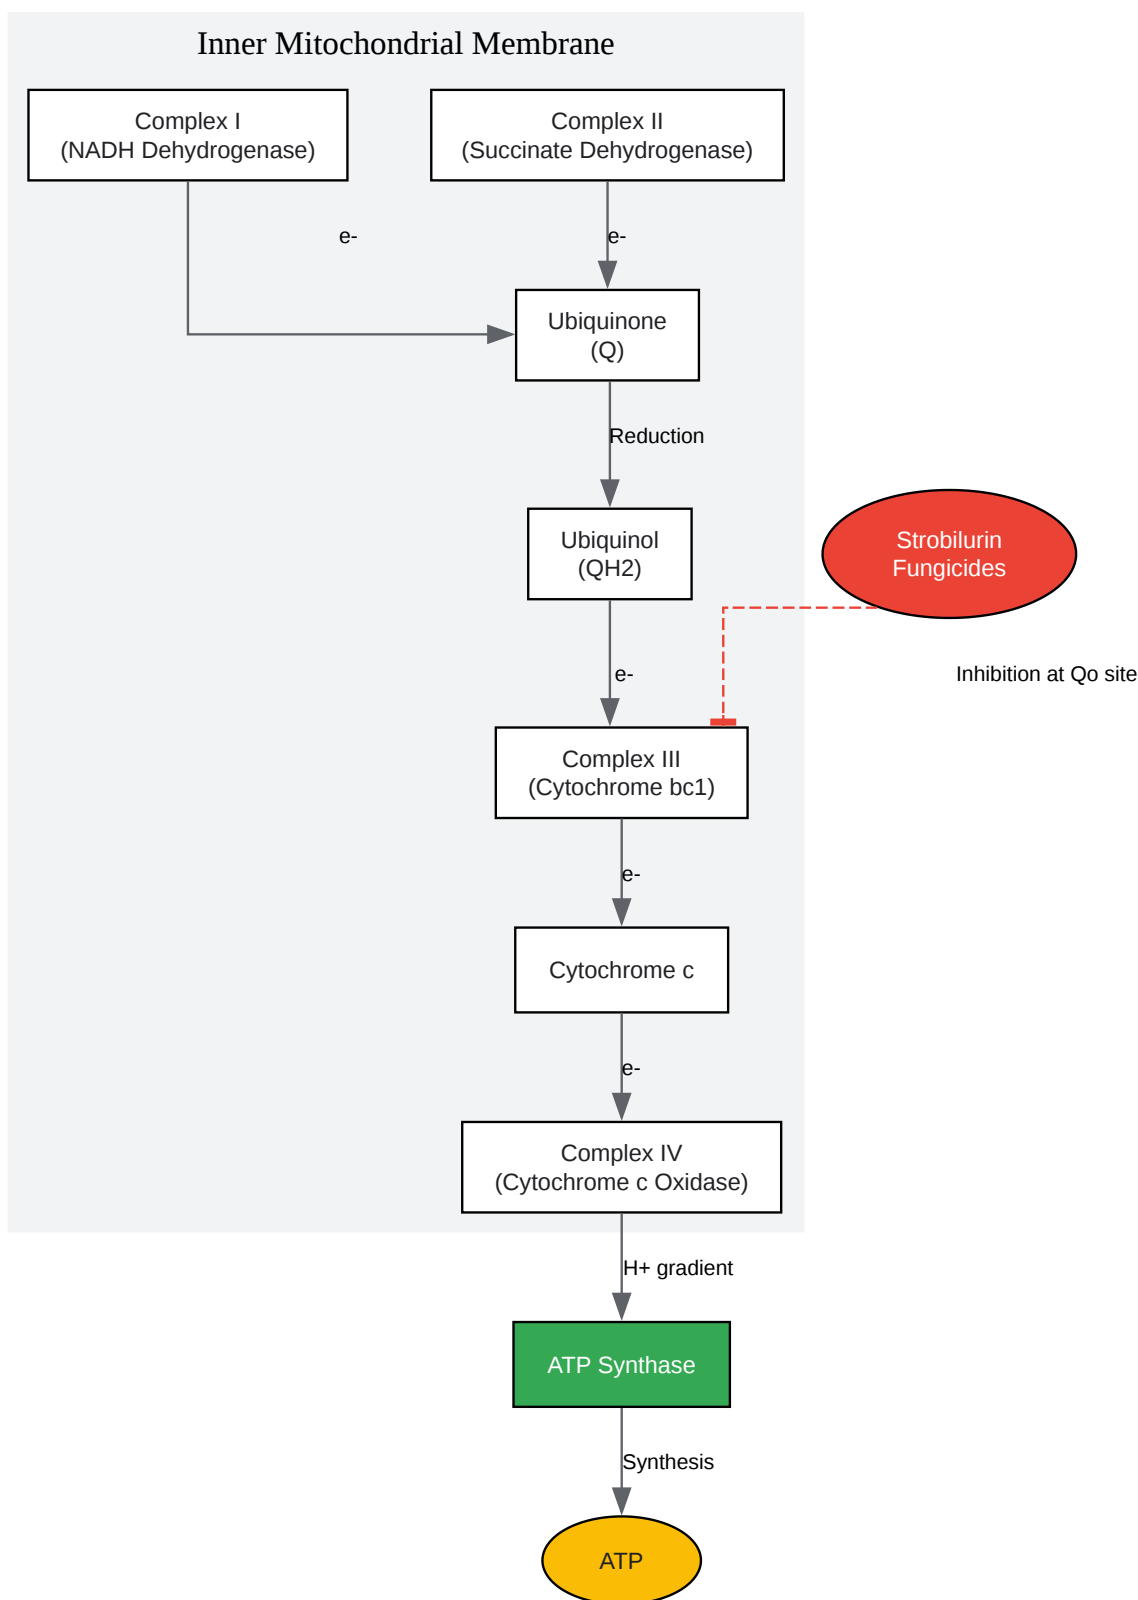 Inner Mitochondrial Membrane
Complex I
(NADH Dehydrogenase)
Complex II
(Succinate Dehydrogenase)
e-
e-
Ubiquinone
(Q)
Reduction
Ubiquinol
(QH2)
Strobilurin
Fungicides
e-
Inhibition at Qo site
Complex III
(Cytochrome bc1)
e-
Cytochrome c
e-
Complex IV
(Cytochrome c Oxidase)
H+ gradient
ATP Synthase
Synthesis
ATP